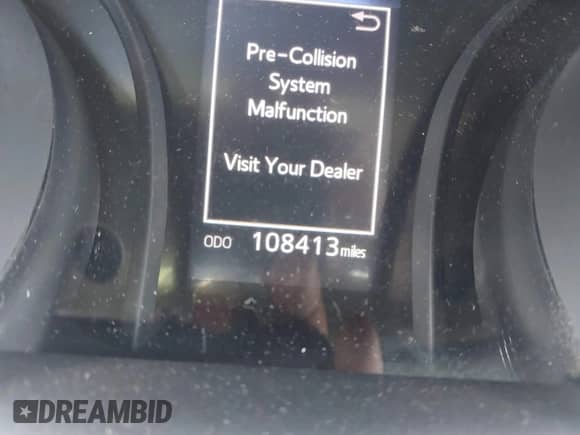 Pre-Collision
System
Malfunction
Visit Your Dealer
ODO 108413 miles
DREAMBID